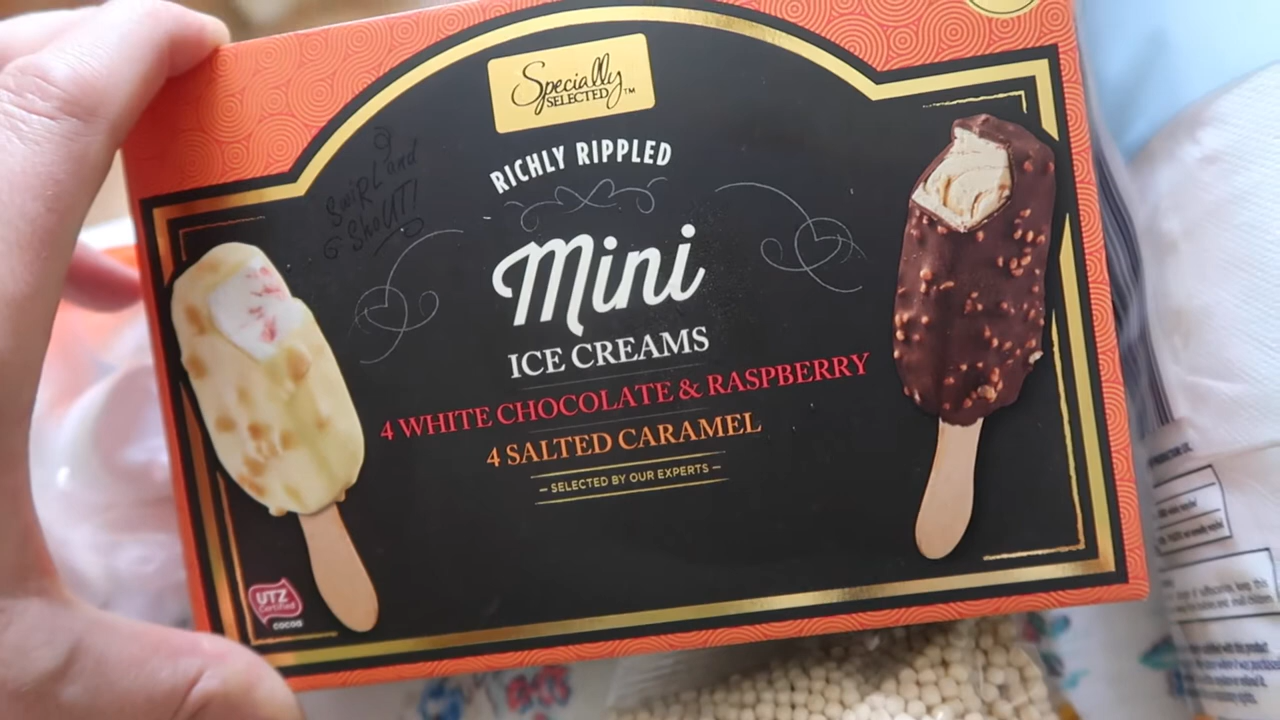 Specially
SELECTED™
RICHLY RIPPLED
SwiRL and
ShoUT!
Mini
ICE CREAMS
4 WHITE CHOCOLATE & RASPBERRY
4 SALTED CARAMEL
– SELECTED BY OUR EXPERTS –
UTZ
Certified
COCOA